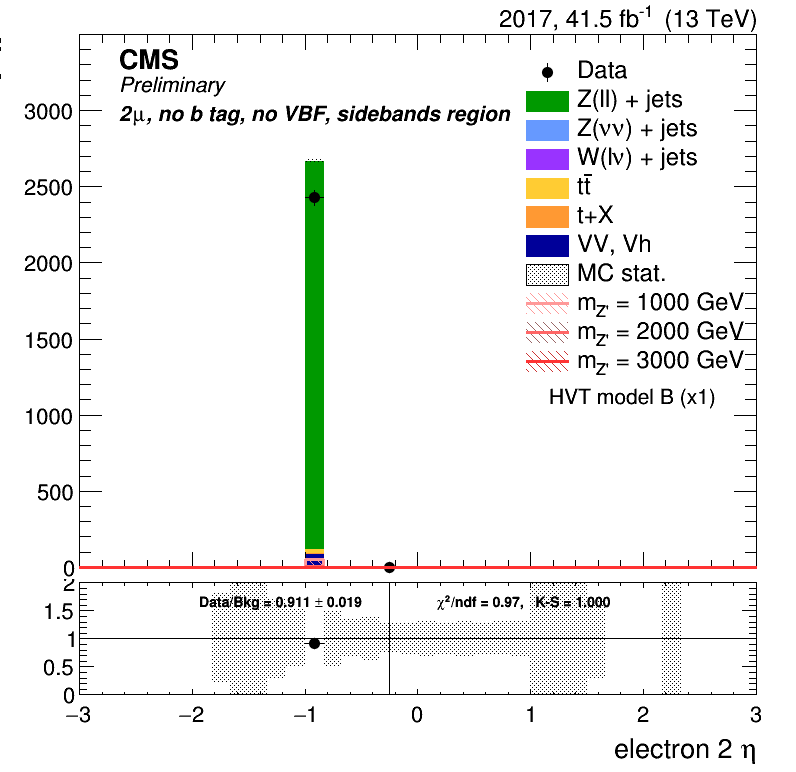 2017, 41.5 fb⁻¹ (13 TeV)
CMS
Preliminary
2μ, no b tag, no VBF, sidebands region
Data
Z(ll) + jets
Z(νν) + jets
W(lν) + jets
tt̄
t+X
VV, Vh
MC stat.
m_Z' = 1000 GeV
m_Z' = 2000 GeV
m_Z' = 3000 GeV
HVT model B (x1)
3000
2500
2000
1500
1000
500
0
2
1.5
1
0.5
0
Data/Bkg = 0.911 ± 0.019
χ²/ndf = 0.97, K-S = 1.000
−3 −2 −1 0 1 2 3
electron 2 η